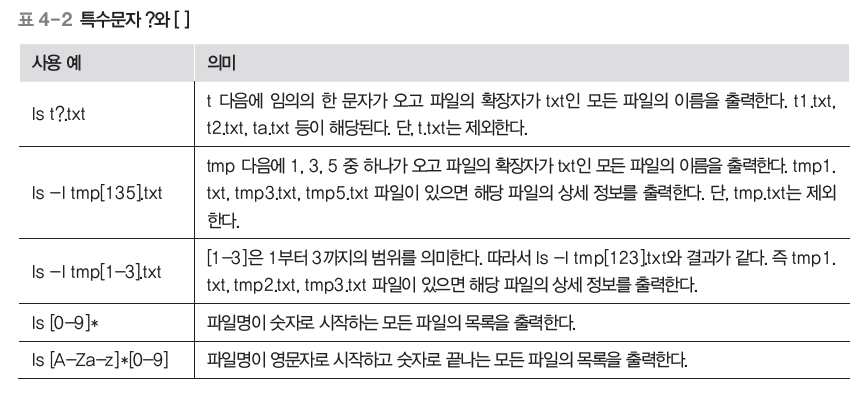 표 4-2 특수문자 ?와 [ ]
사용 예
의미
ls t?.txt
t 다음에 임의의 한 문자가 오고 파일의 확장자가 txt인 모든 파일의 이름을 출력한다. t1.txt,
t2.txt, ta.txt 등이 해당된다. 단, t.txt는 제외한다.
ls -l tmp[135].txt
tmp 다음에 1, 3, 5 중 하나가 오고 파일의 확장자가 txt인 모든 파일의 이름을 출력한다. tmp1.
txt, tmp3.txt, tmp5.txt 파일이 있으면 해당 파일의 상세 정보를 출력한다. 단, tmp.txt는 제외
한다.
ls -l tmp[1-3].txt
[1-3]은 1부터 3까지의 범위를 의미한다. 따라서 ls -l tmp[123].txt와 결과가 같다. 즉 tmp1.
txt, tmp2.txt, tmp3.txt 파일이 있으면 해당 파일의 상세 정보를 출력한다.
ls [0-9]*
파일명이 숫자로 시작하는 모든 파일의 목록을 출력한다.
ls [A-Za-z]*[0-9]
파일명이 영문자로 시작하고 숫자로 끝나는 모든 파일의 목록을 출력한다.